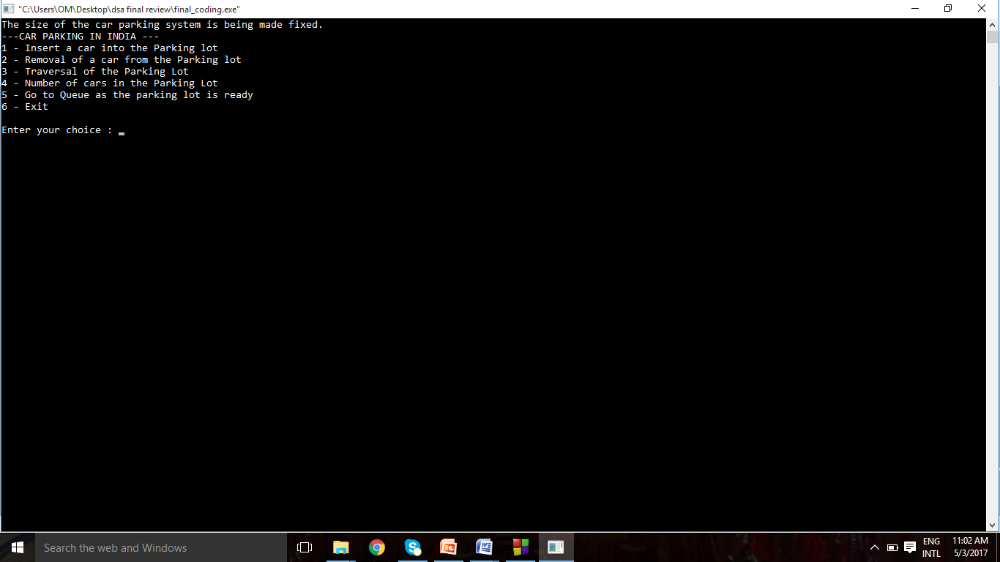 "C:\Users\OM\Desktop\dsa final review\final_coding.exe"
The size of the car parking system is being made fixed.
---CAR PARKING IN INDIA ---
1 - Insert a car into the Parking lot
2 - Removal of a car from the Parking lot
3 - Traversal of the Parking Lot
4 - Number of cars in the Parking Lot
5 - Go to Queue as the parking lot is ready
6 - Exit
Enter your choice :
Search the web and Windows
ENG
INTL
11:02 AM
5/3/2017